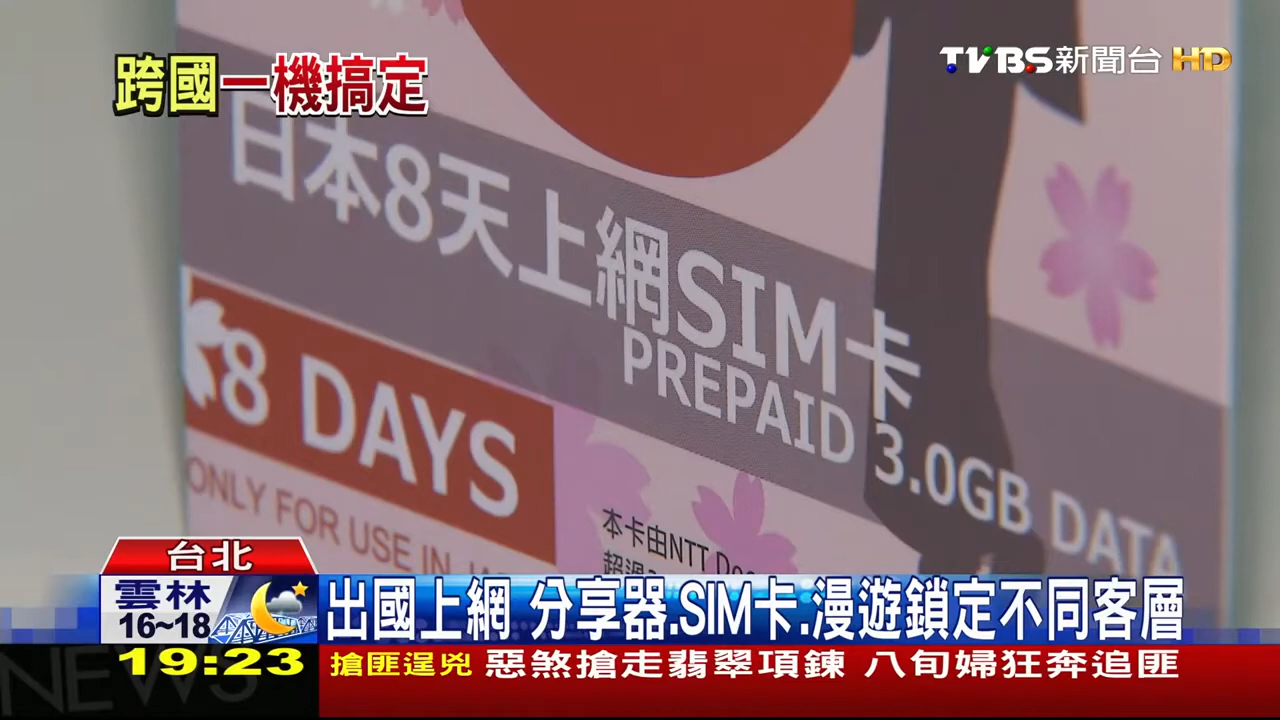 跨國一機搞定
TVBS新聞台 HD
日本8天上網SIM卡
PREPAID 3.0GB DATA
8 DAYS
ONLY FOR USE IN
本卡由NTT
台北
雲林
16~18
出國上網 分享器.SIM卡.漫遊鎖定不同客層
19:23
搶匪逞兇 惡煞搶走翡翠項鍊 八旬婦狂奔追匪
NEWS